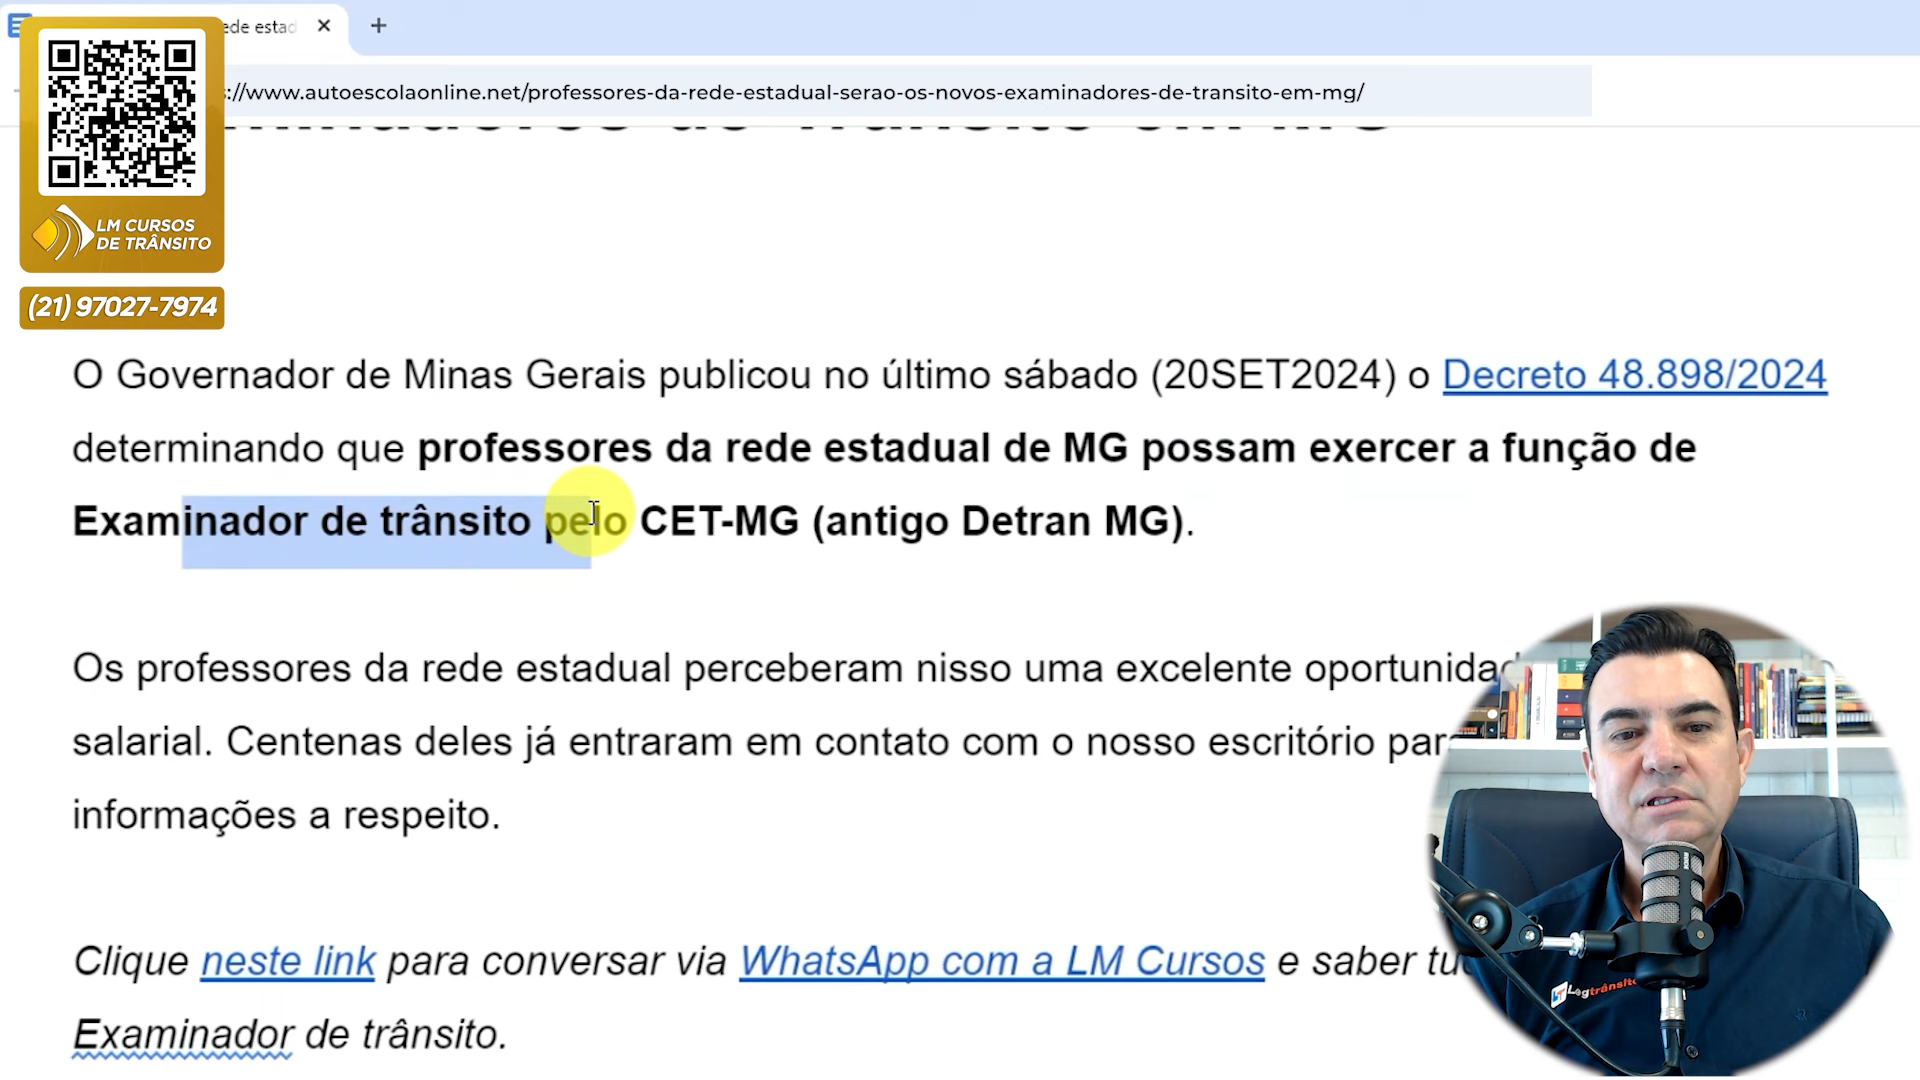 ede estad
://www.autoescolaonline.net/professores-da-rede-estadual-serao-os-novos-examinadores-de-transito-em-mg/
LM CURSOS
DE TRÂNSITO
(21) 97027-7974
O Governador de Minas Gerais publicou no último sábado (20SET2024) o Decreto 48.898/2024
determinando que professores da rede estadual de MG possam exercer a função de
Examinador de trânsito pelo CET-MG (antigo Detran MG).
Os professores da rede estadual perceberam nisso uma excelente oportunidad
salarial. Centenas deles já entraram em contato com o nosso escritório par
informações a respeito.
Clique neste link para conversar via WhatsApp com a LM Cursos e saber tu
Examinador de trânsito.
Legtrânsito